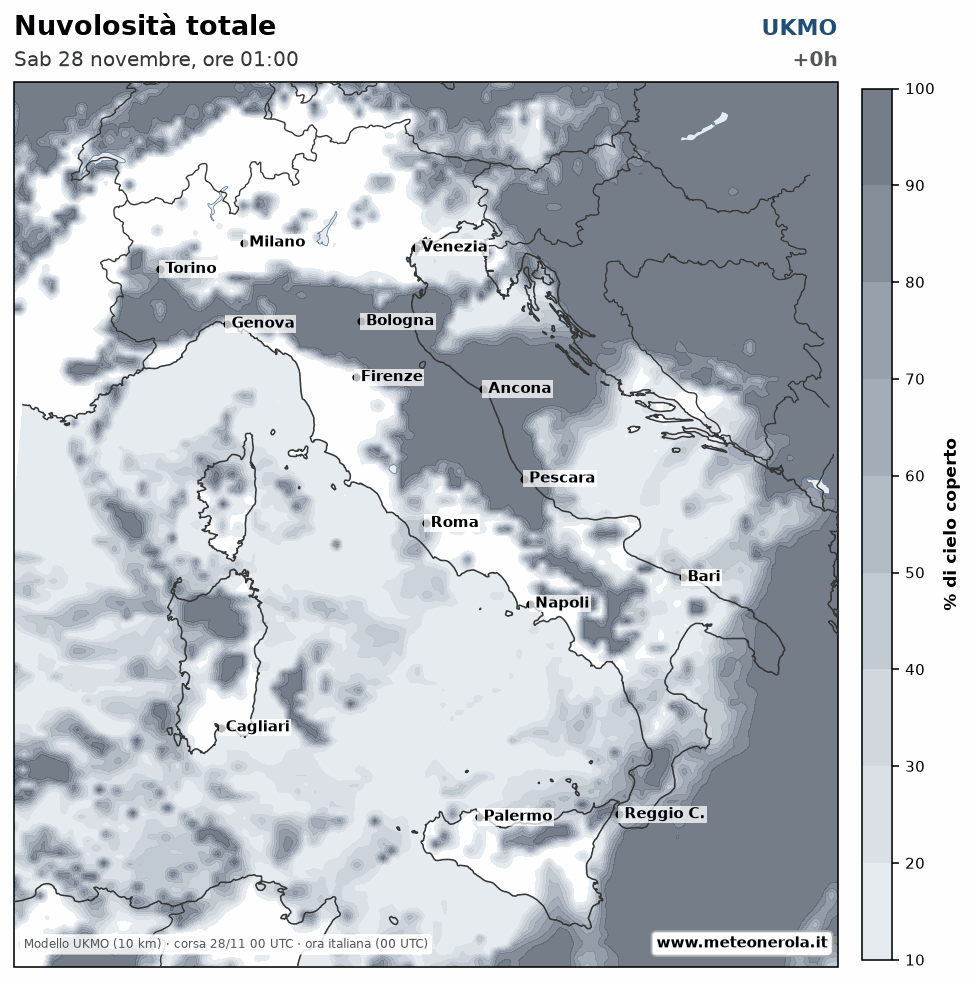 Nuvolosità totale
UKMO
Sab 28 novembre, ore 01:00
+0h
100
90
80
70
60
50
40
30
20
10
% di cielo coperto
Milano
Venezia
Torino
Genova
Bologna
Firenze
Ancona
Pescara
Roma
Bari
Napoli
Cagliari
Palermo
Reggio C.
Modello UKMO (10 km) · corsa 28/11 00 UTC · ora italiana (00 UTC)
www.meteonerola.it